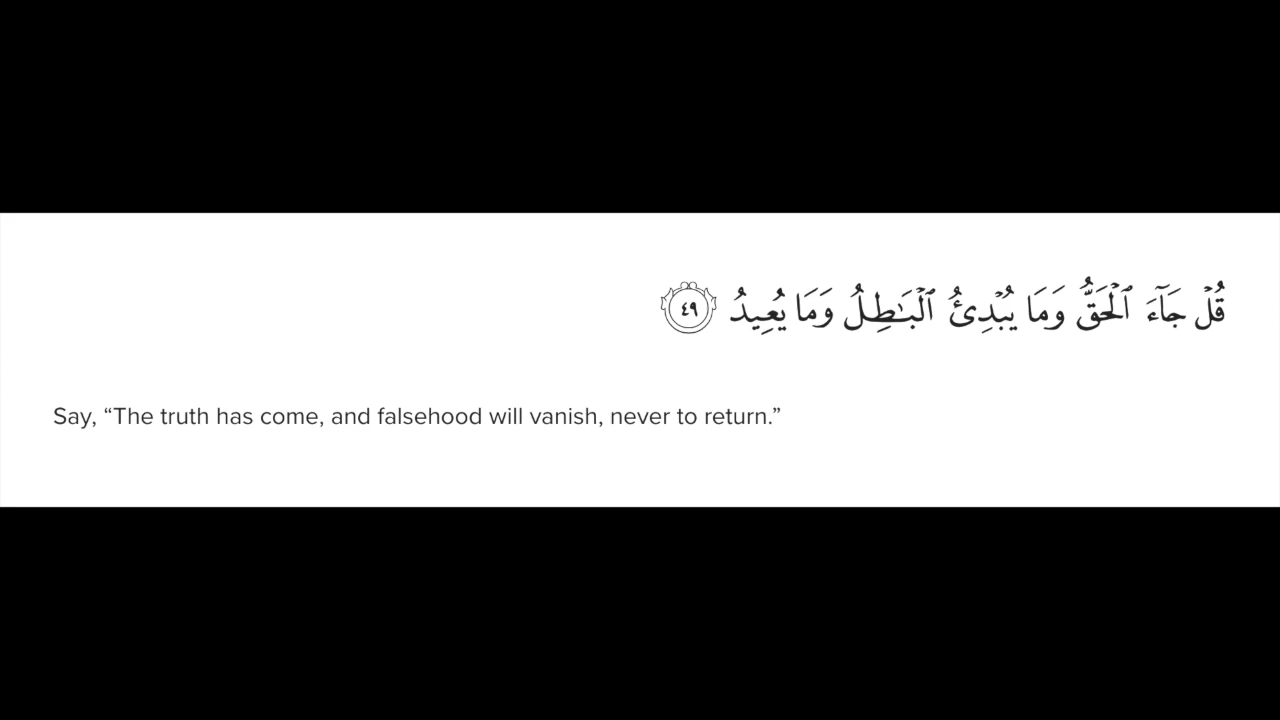 قُلْ جَآءَ ٱلْحَقُّ وَمَا يُبْدِئُ ٱلْبَـٰطِلُ وَمَا يُعِيدُ ٤٩
Say, “The truth has come, and falsehood will vanish, never to return.”